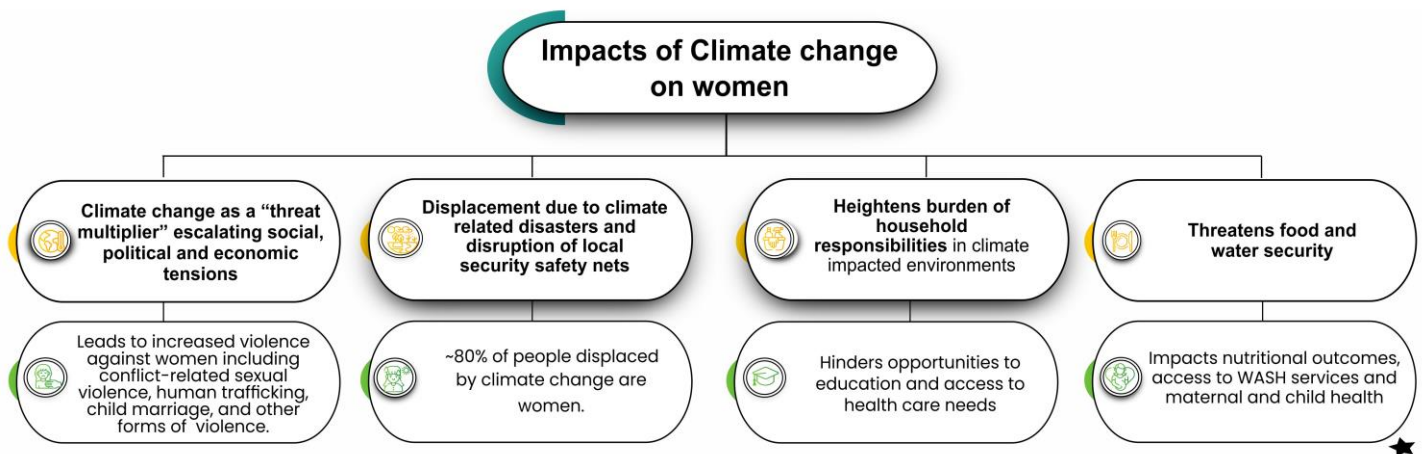 Impacts of Climate change
on women
Climate change as a “threat
multiplier” escalating social,
political and economic
tensions
Displacement due to climate
related disasters and
disruption of local
security safety nets
Heightens burden of
household
responsibilities in climate
impacted environments
Threatens food and
water security
Leads to increased violence
against women including
conflict-related sexual
violence, human trafficking,
child marriage, and other
forms of violence.
~80% of people displaced
by climate change are
women.
Hinders opportunities to
education and access to
health care needs
Impacts nutritional outcomes,
access to WASH services and
maternal and child health